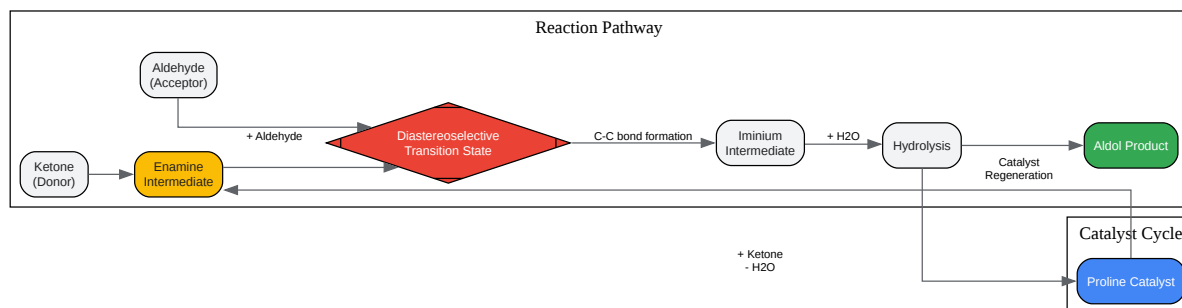 Reaction Pathway
Aldehyde
(Acceptor)
+ Aldehyde
Diastereoselective
Transition State
C-C bond formation
Iminium
Intermediate
+ H2O
Hydrolysis
Aldol Product
Catalyst
Regeneration
Ketone
(Donor)
Enamine
Intermediate
Catalyst Cycle
+ Ketone
- H2O
Proline Catalyst